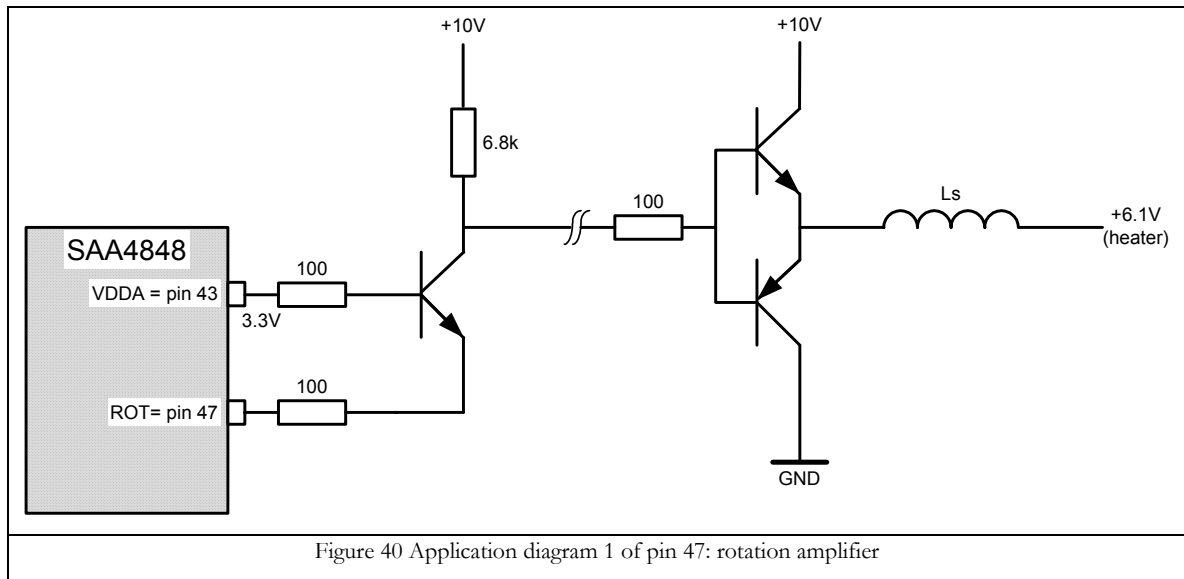 +10V
+10V
6.8k
100
Ls
+6.1V
(heater)
SAA4848
VDDA = pin 43
100
3.3V
100
ROT= pin 47
GND
Figure 40 Application diagram 1 of pin 47: rotation amplifier